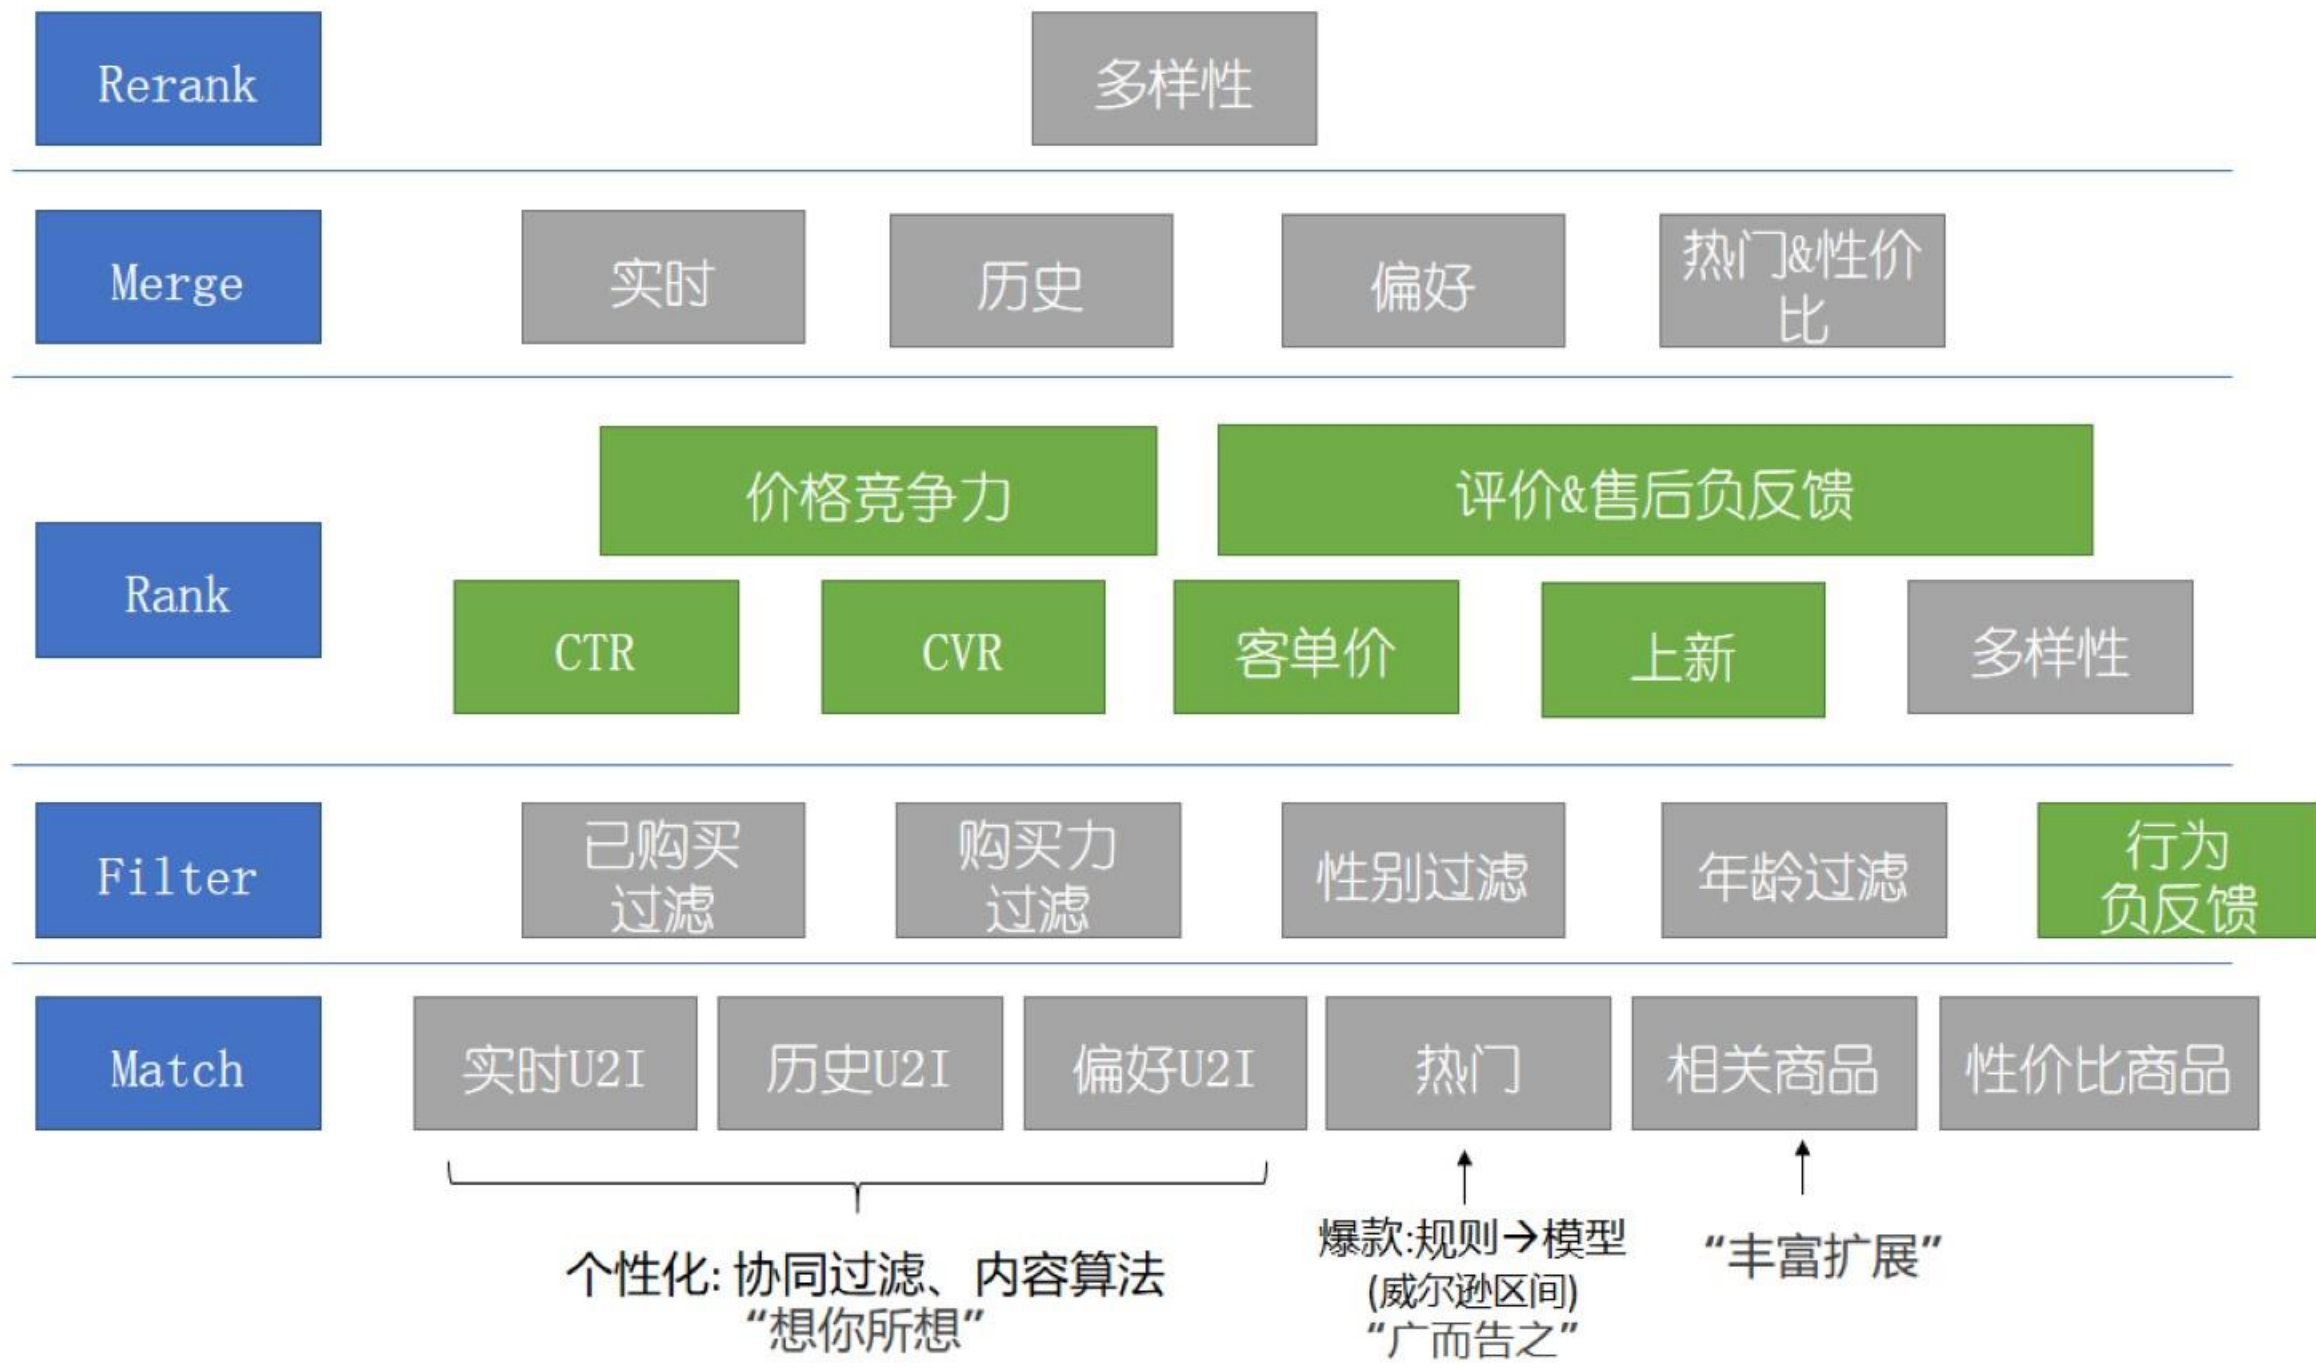 Rerank
多样性
Merge
实时
历史
偏好
热门&性价
比
价格竞争力
评价&售后负反馈
Rank
CTR
CVR
客单价
上新
多样性
Filter
已购买
过滤
购买力
过滤
性别过滤
年龄过滤
行为
负反馈
Match
实时U2I
历史U2I
偏好U2I
热门
相关商品
性价比商品
个性化: 协同过滤、内容算法
“想你所想”
爆款:规则→模型
(威尔逊区间)
“广而告之”
“丰富扩展”